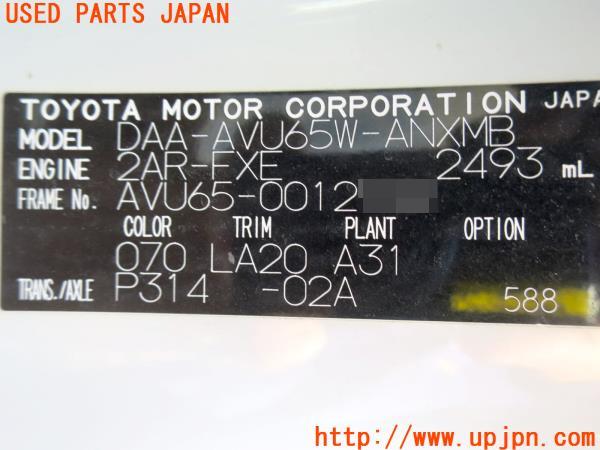 USED PARTS JAPAN
TOYOTA MOTOR CORPORATION JAPA
MODEL DAA-AVU65W-ANXMB
ENGINE 2AR-FXE 2493 mL
FRAME No. AVU65-0012
COLOR TRIM PLANT OPTION
070 LA20 A31
TRANS./AXLE P314 -02A 588
http://www.upjpn.com/